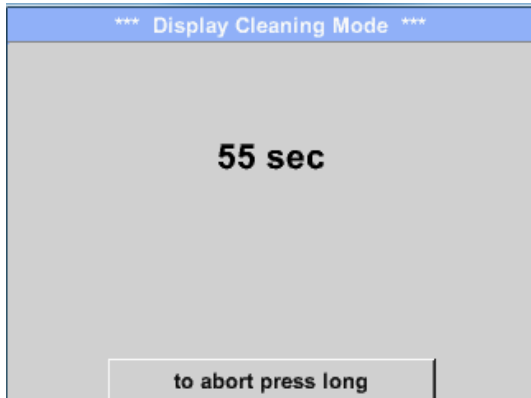 *** Display Cleaning Mode ***
55 sec
to abort press long